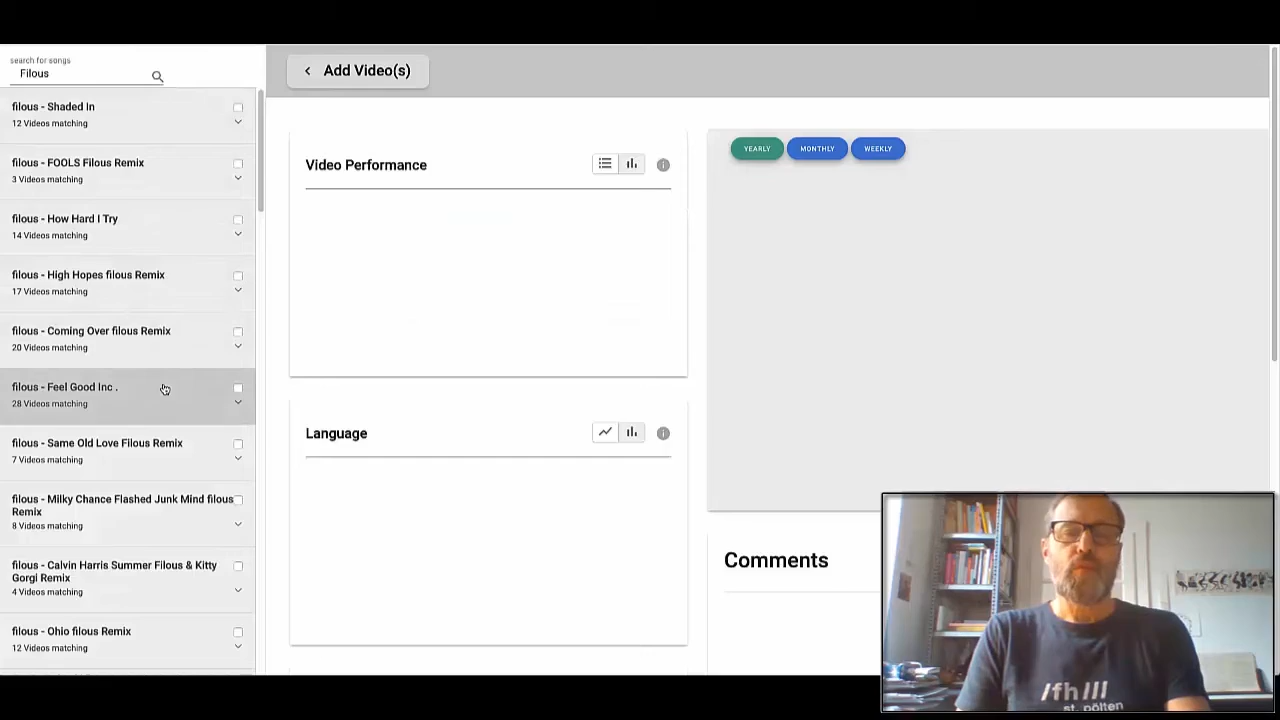 search for songs
Filous
filous - Shaded In
12 Videos matching
filous - FOOLS Filous Remix
3 Videos matching
filous - How Hard I Try
14 Videos matching
filous - High Hopes filous Remix
17 Videos matching
filous - Coming Over filous Remix
20 Videos matching
filous - Feel Good Inc .
28 Videos matching
filous - Same Old Love Filous Remix
7 Videos matching
filous - Milky Chance Flashed Junk Mind filous
Remix
8 Videos matching
filous - Calvin Harris Summer Filous & Kitty
Gorgi Remix
4 Videos matching
filous - Ohio filous Remix
12 Videos matching
Add Video(s)
Video Performance
YEARLY MONTHLY WEEKLY
Language
Comments
/fh///
st. pölten